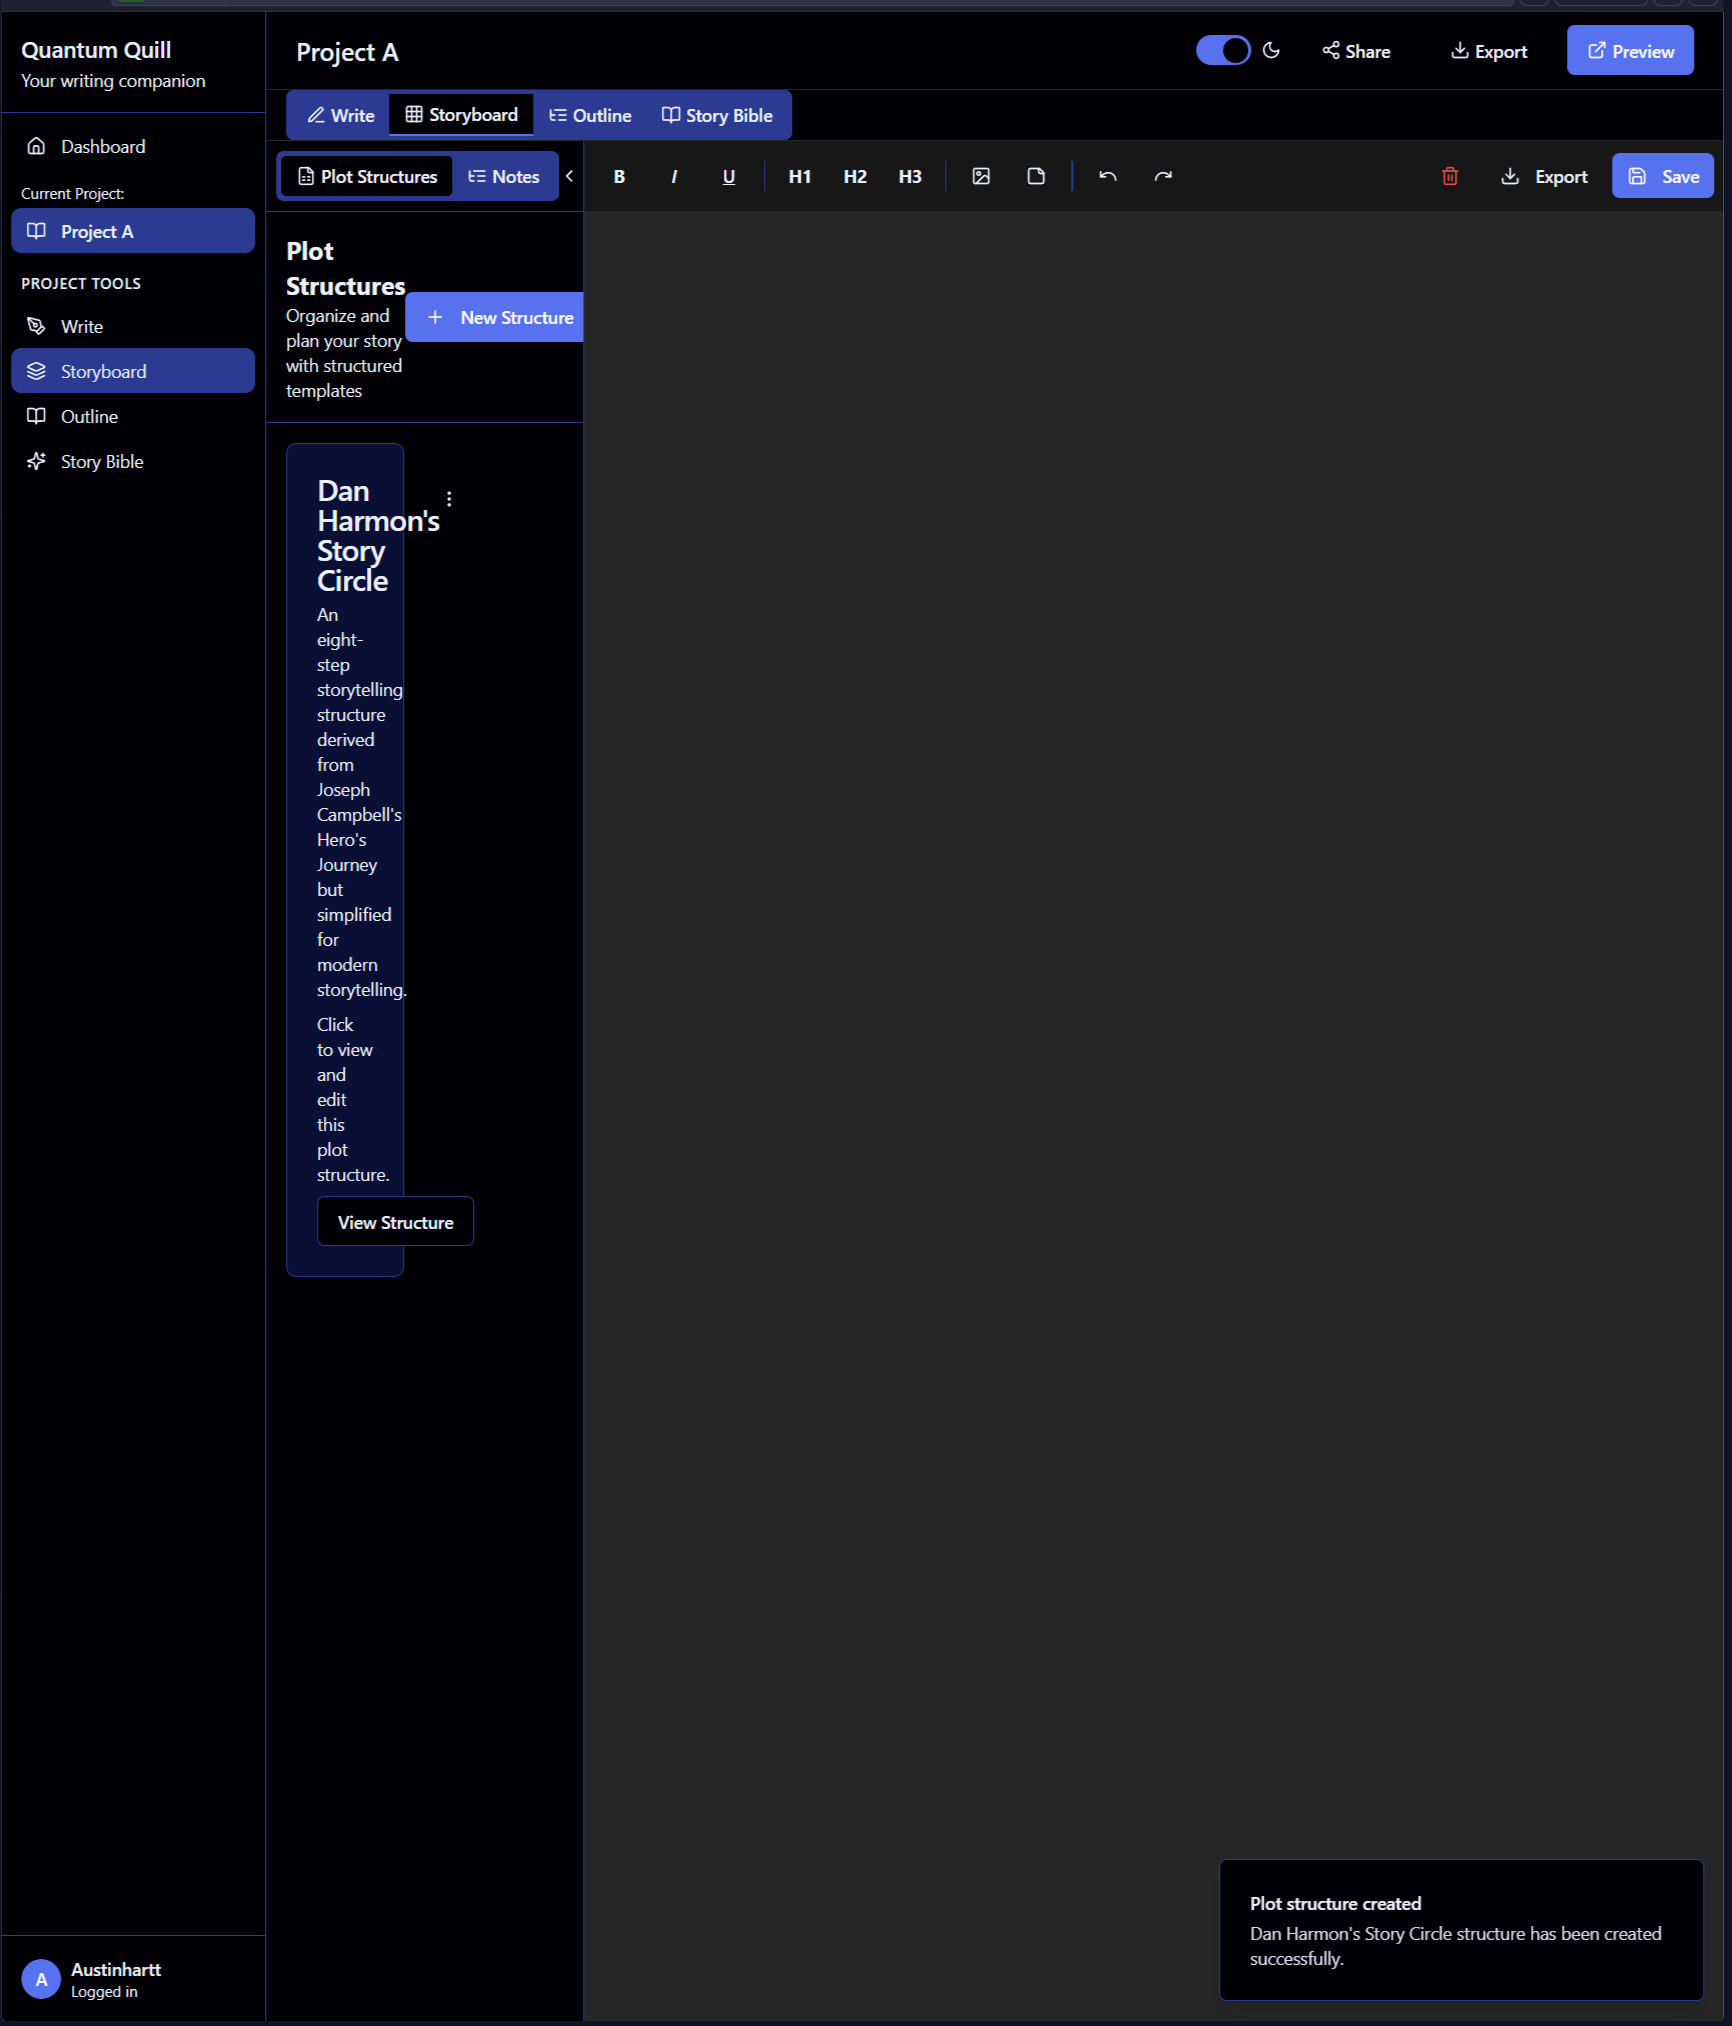 Quantum Quill
Your writing companion
Dashboard
Current Project:
Project A
PROJECT TOOLS
Write
Storyboard
Outline
Story Bible
A
Austinhartt
Logged in
Project A
Share
Export
Preview
Write
Storyboard
Outline
Story Bible
Plot Structures
Notes
B
I
U
H1
H2
H3
Export
Save
Plot
Structures
Organize and
plan your story
with structured
templates
New Structure
Dan
Harmon's
Story
Circle
An
eight-
step
storytelling
structure
derived
from
Joseph
Campbell's
Hero's
Journey
but
simplified
for
modern
storytelling.
Click
to view
and
edit
this
plot
structure.
View Structure
Plot structure created
Dan Harmon's Story Circle structure has been created
successfully.